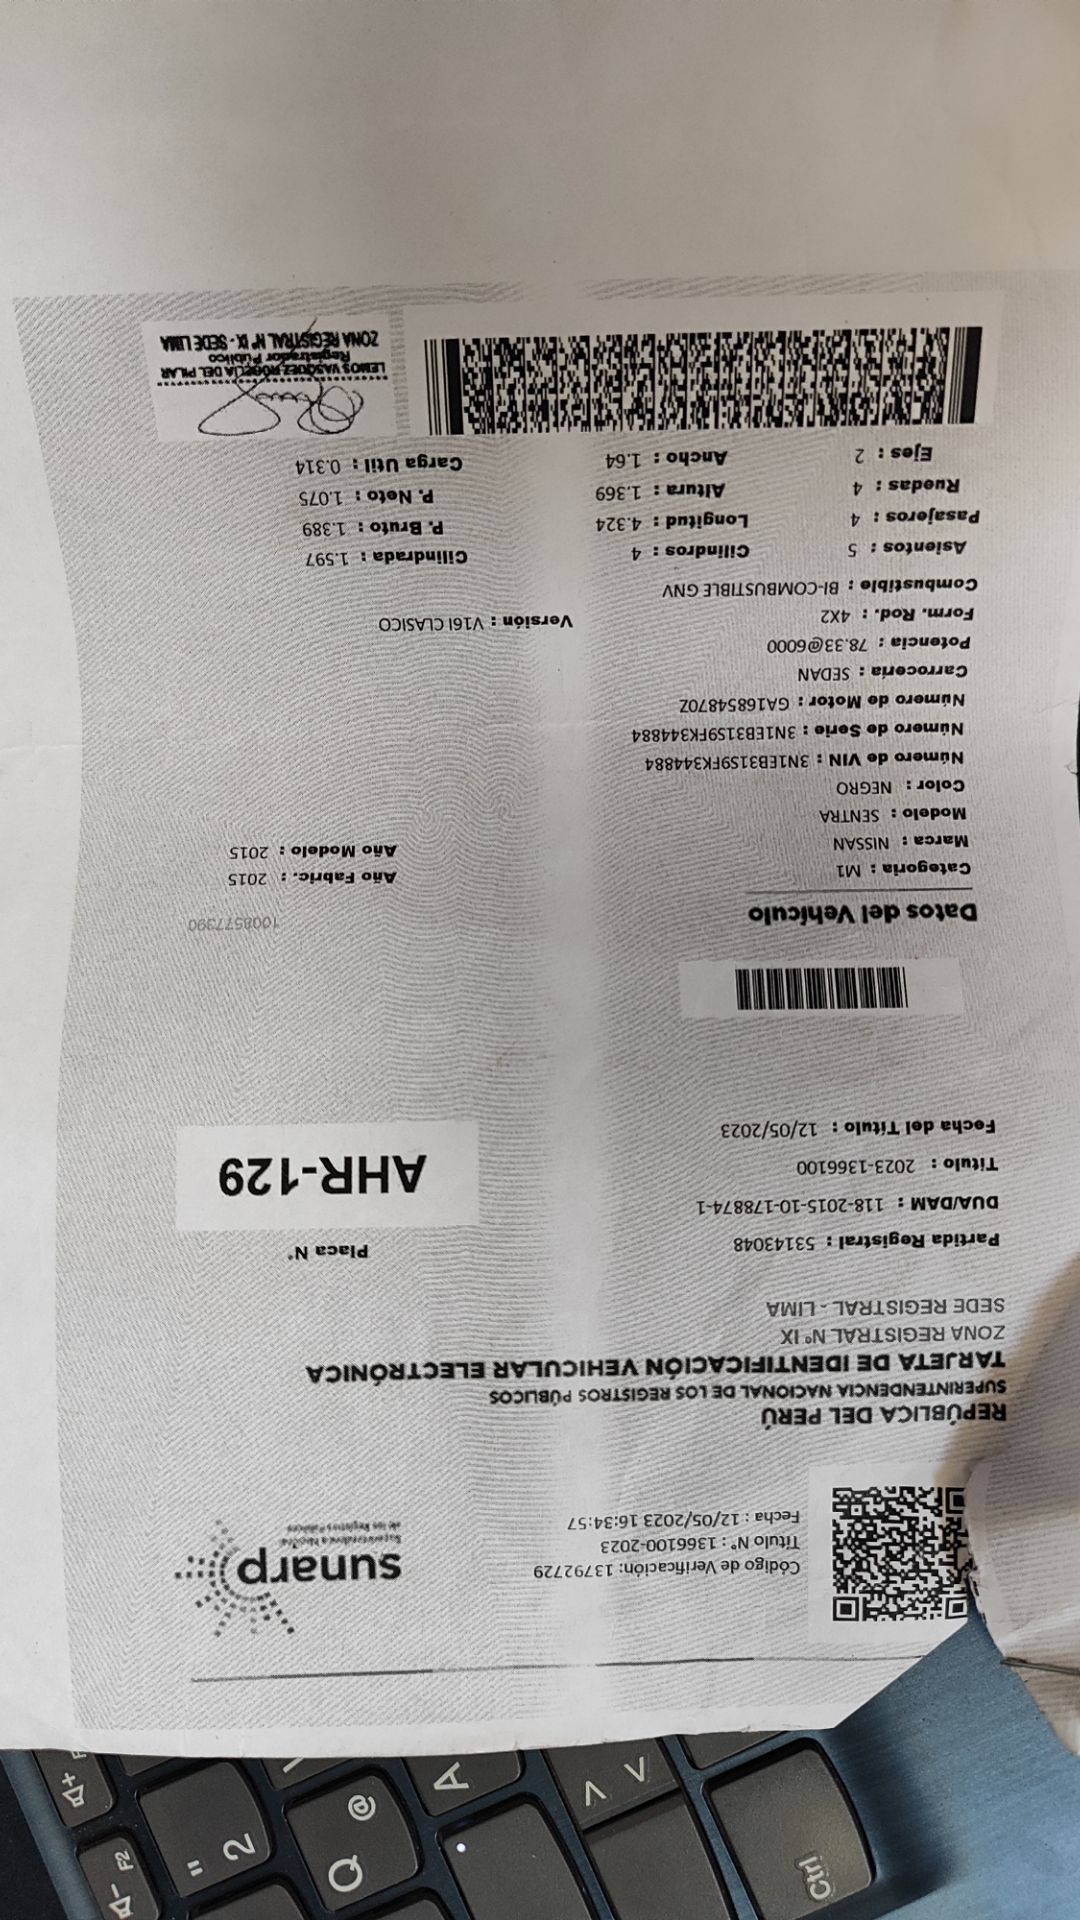 sunarp
Superintendencia Nacional
de los Registros Públicos
Código de Verificación: 13792729
Título N° : 1366100-2023
Fecha : 12/05/2023 16:34:57
REPÚBLICA DEL PERÚ
SUPERINTENDENCIA NACIONAL DE LOS REGISTROS PÚBLICOS
TARJETA DE IDENTIFICACIÓN VEHICULAR ELECTRÓNICA
ZONA REGISTRAL N° IX
SEDE REGISTRAL - LIMA
Partida Registral : 53143048
DUA/DAM : 118-2015-10-178874-1
Título : 2023-1366100
Fecha del Título : 12/05/2023
Placa N°
AHR-129
Datos del Vehículo
1008577390
Categoría : M1
Marca : NISSAN
Modelo : SENTRA
Color : NEGRO
Número de VIN : 3N1EB31S9FK344884
Número de Serie : 3N1EB31S9FK344884
Número de Motor : GA16854870Z
Carrocería : SEDAN
Potencia : 78.33@6000
Form. Rod. : 4X2
Combustible : BI-COMBUSTIBLE GNV
Año Fabric. : 2015
Año Modelo : 2015
Versión : V16I CLASICO
Asientos : 5
Pasajeros : 4
Ruedas : 4
Ejes : 2
Cilindros : 4
Longitud : 4.324
Altura : 1.369
Ancho : 1.64
Cilindrada : 1.597
P. Bruto : 1.389
P. Neto : 1.075
Carga Util : 0.314
LEMOS VASQUEZ ROSELIA DEL PILAR
Registrador Público
ZONA REGISTRAL N° IX - SEDE LIMA
F2
" 2
Q @
A
< >
Ctrl